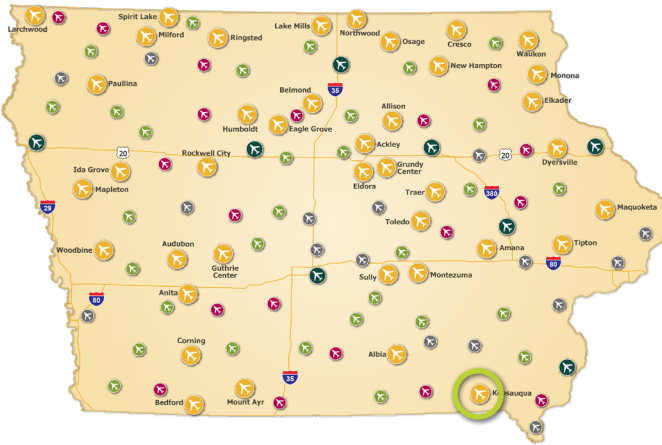 Larchwood
Spirit Lake
Milford
Ringsted
Lake Mills
Northwood
Osage
Cresco
Waukon
New Hampton
Monona
Paullina
Belmond
35
Elkader
Humboldt
Eagle Grove
Allison
Ackley
20
20
Dyersville
Rockwell City
Ida Grove
Mapleton
Eldora
Grundy
Center
Traer
380
29
Maquoketa
Toledo
Woodbine
Audubon
Guthrie
Center
Amana
Tipton
80
Sully
Montezuma
Anita
80
Corning
Albia
35
Bedford
Mount Ayr
Keosauqua